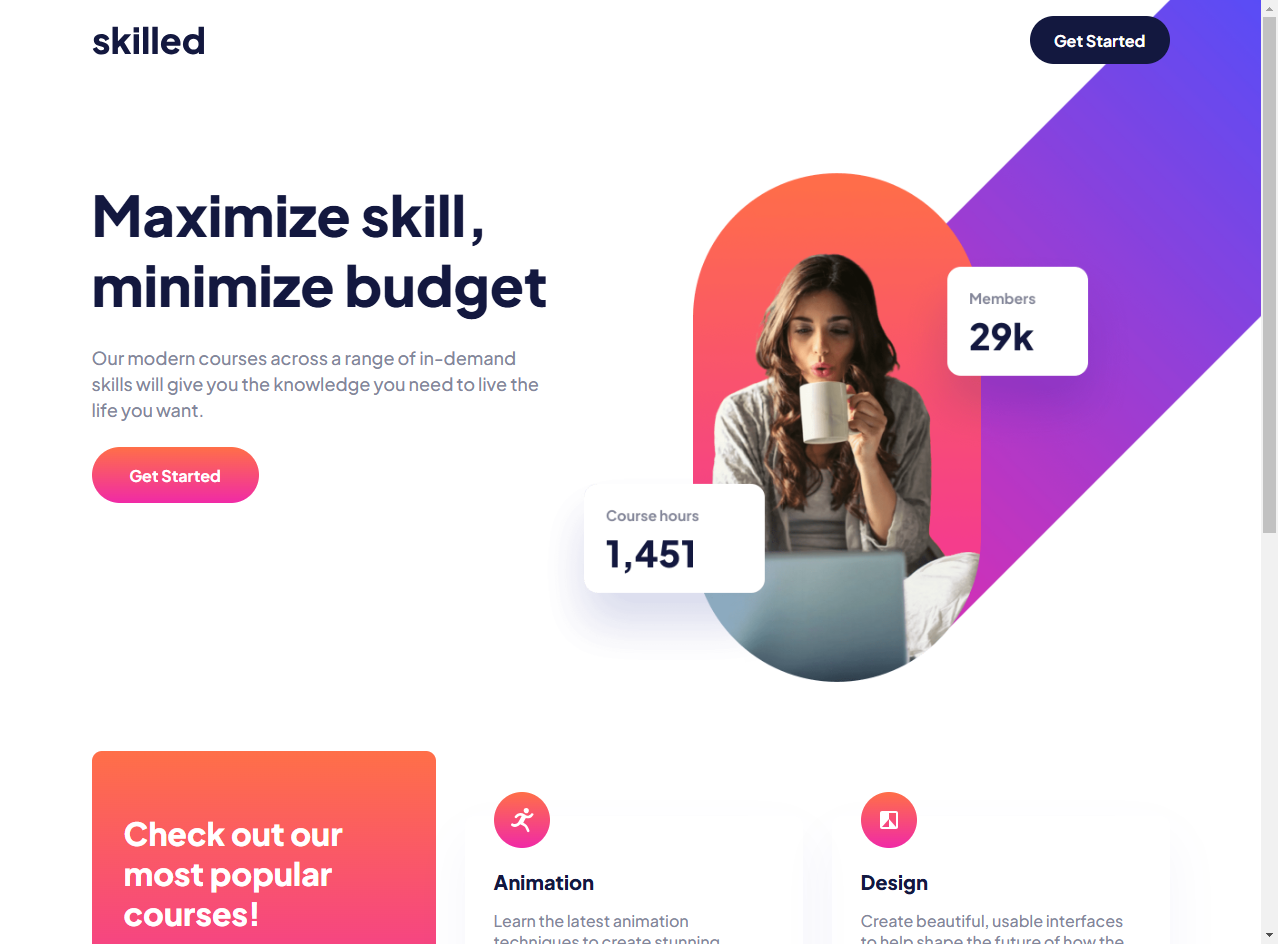 skilled
Get Started
Maximize skill,
minimize budget
Our modern courses across a range of in-demand
skills will give you the knowledge you need to live the
life you want.
Get Started
Members
29k
Course hours
1,451
Check out our
most popular
courses!
Animation
Learn the latest animation
techniques to create stunning
Design
Create beautiful, usable interfaces
to help shape the future of how the